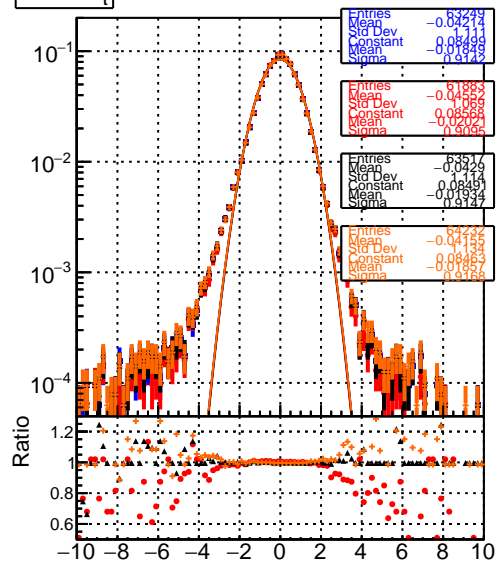 t
Entries 63249
Mean −0.04214
Std Dev 1.111
Constant 0.08499
Mean −0.01849
Sigma 0.9142
Entries 61883
Mean −0.04552
Std Dev 1.069
Constant 0.08568
Mean −0.02021
Sigma 0.9095
Entries 63517
Mean −0.0429
Std Dev 1.114
Constant 0.08491
Mean −0.01934
Sigma 0.9147
Entries 64232
Mean −0.04155
Std Dev 1.134
Constant 0.08463
Mean −0.01857
Sigma 0.9168
10−1
10−2
10−3
10−4
Ratio
1.2
1
0.8
0.6
−10 −8 −6 −4 −2 0 2 4 6 8 10